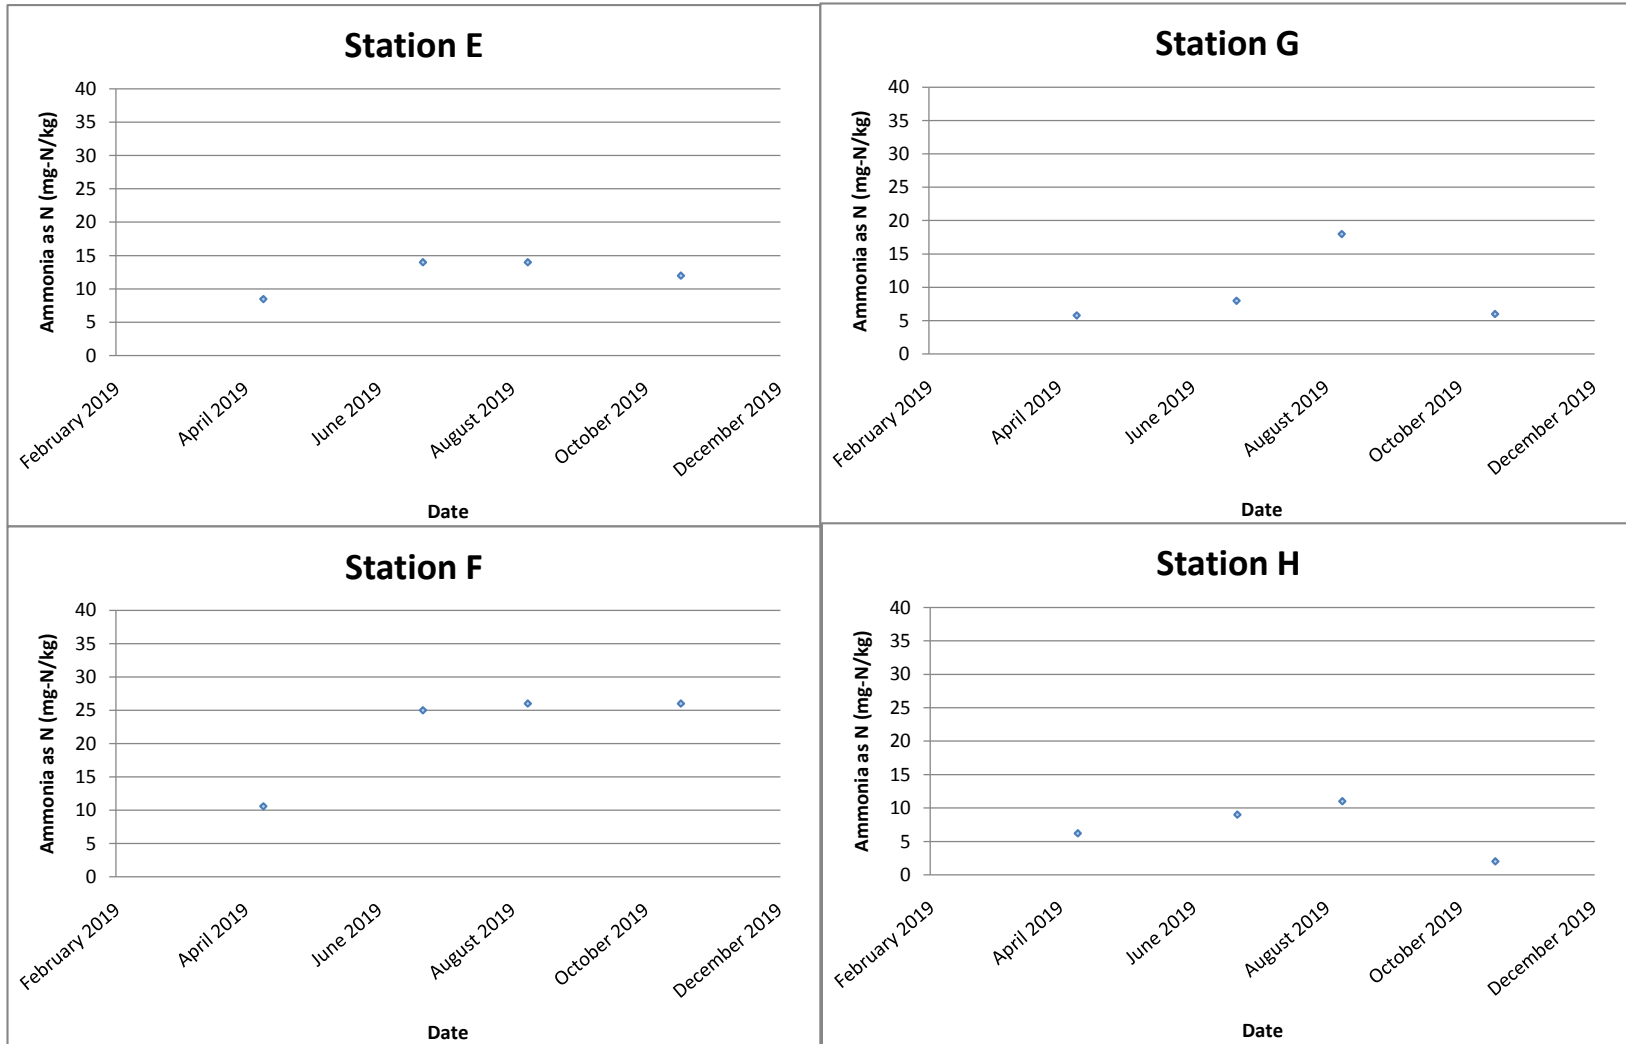 Station E
Ammonia as N (mg-N/kg)
40
35
30
25
20
15
10
5
0
February 2019
April 2019
June 2019
August 2019
October 2019
December 2019
Date
Station G
Ammonia as N (mg-N/kg)
40
35
30
25
20
15
10
5
0
February 2019
April 2019
June 2019
August 2019
October 2019
December 2019
Date
Station F
Ammonia as N (mg-N/kg)
40
35
30
25
20
15
10
5
0
February 2019
April 2019
June 2019
August 2019
October 2019
December 2019
Date
Station H
Ammonia as N (mg-N/kg)
40
35
30
25
20
15
10
5
0
February 2019
April 2019
June 2019
August 2019
October 2019
December 2019
Date